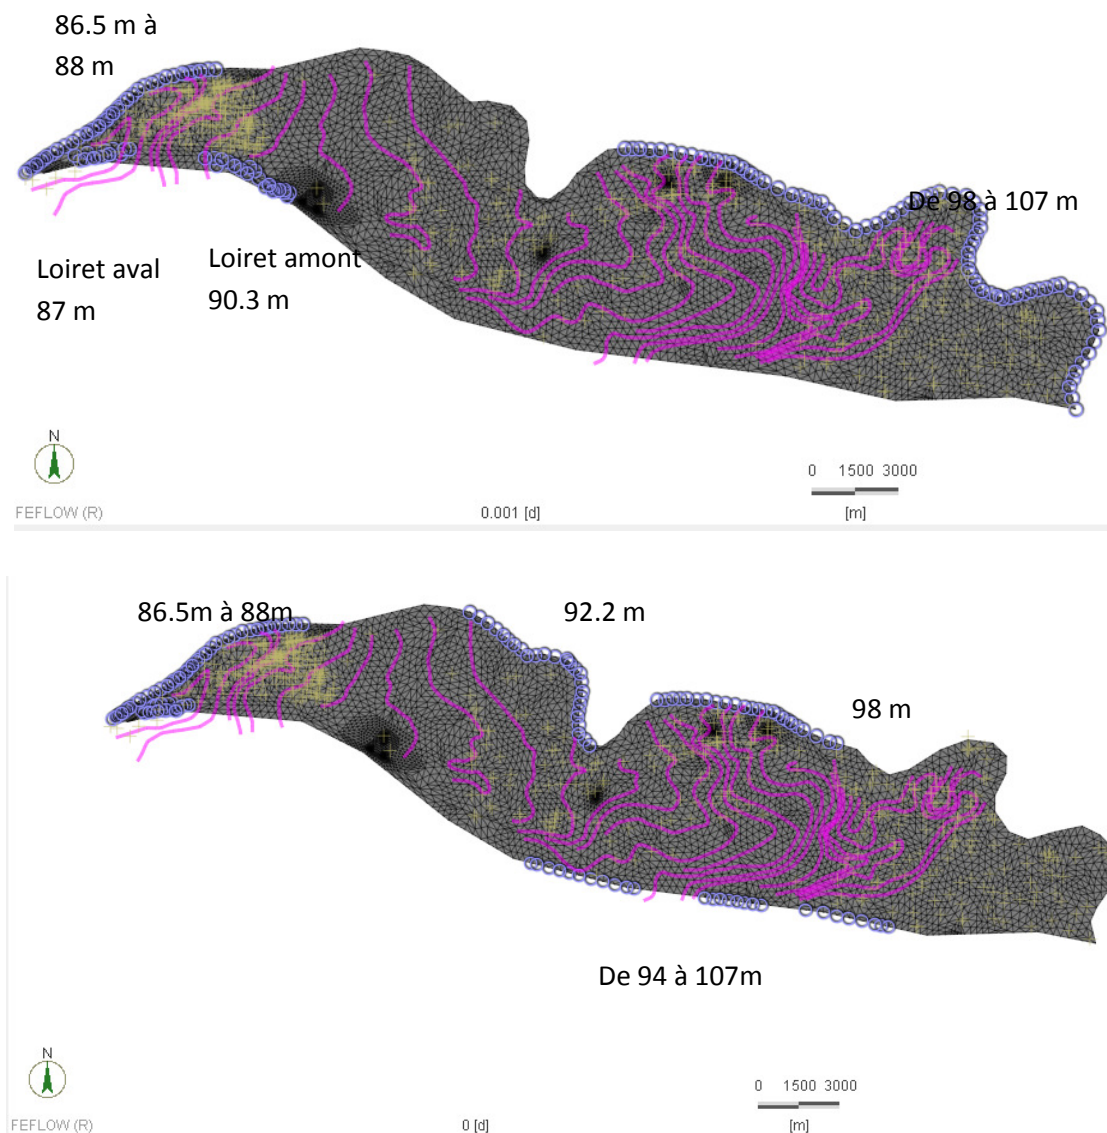 86.5 m à
88 m
De 98 à 107 m
Loiret aval
87 m
Loiret amont
90.3 m
N
0 1500 3000
FEFLOW (R)
0.001 [d]
[m]
86.5m à 88m
92.2 m
98 m
De 94 à 107m
N
0 1500 3000
FEFLOW (R)
0 [d]
[m]